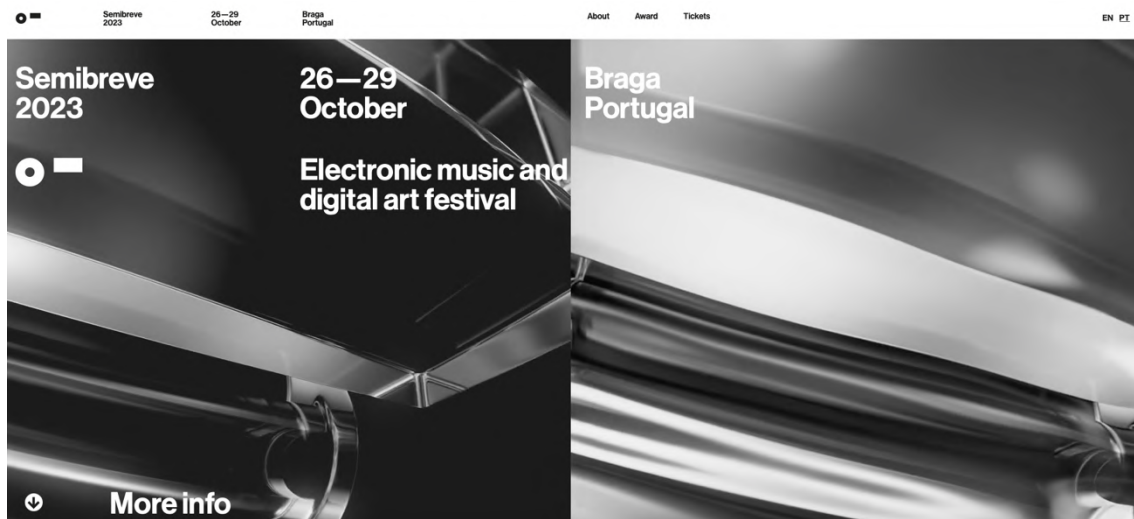 Semibreve
2023
26—29
October
Braga
Portugal
About
Award
Tickets
EN PT
Semibreve
2023
26—29
October
Braga
Portugal
Electronic music and
digital art festival
More info